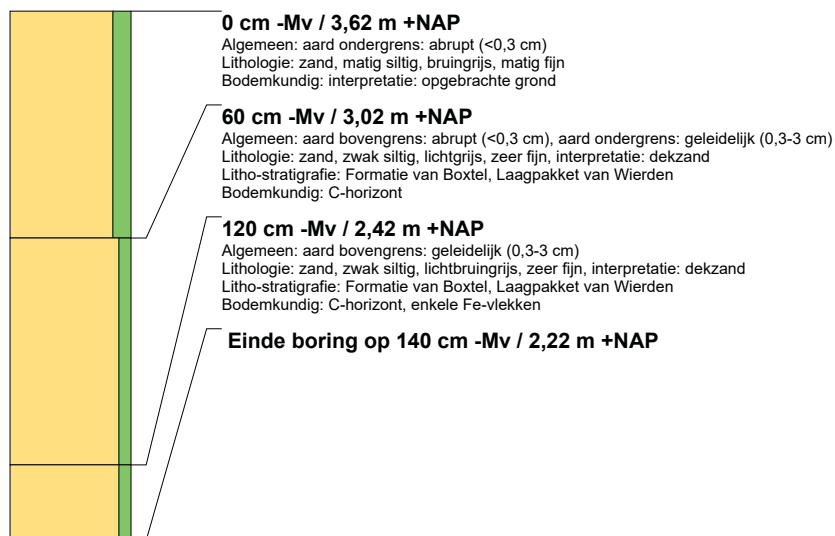 0 cm -Mv / 3,62 m +NAP
Algemeen: aard ondergrens: abrupt (<0,3 cm)
Lithologie: zand, matig siltig, bruingrijs, matig fijn
Bodemkundig: interpretatie: opgebrachte grond
60 cm -Mv / 3,02 m +NAP
Algemeen: aard bovengrens: abrupt (<0,3 cm), aard ondergrens: geleidelijk (0,3-3 cm)
Lithologie: zand, zwak siltig, lichtgrijs, zeer fijn, interpretatie: dekzand
Litho-stratigrafie: Formatie van Boxtel, Laagpakket van Wierden
Bodemkundig: C-horizont
120 cm -Mv / 2,42 m +NAP
Algemeen: aard bovengrens: geleidelijk (0,3-3 cm)
Lithologie: zand, zwak siltig, lichtbruingrijs, zeer fijn, interpretatie: dekzand
Litho-stratigrafie: Formatie van Boxtel, Laagpakket van Wierden
Bodemkundig: C-horizont, enkele Fe-vlekken
Einde boring op 140 cm -Mv / 2,22 m +NAP